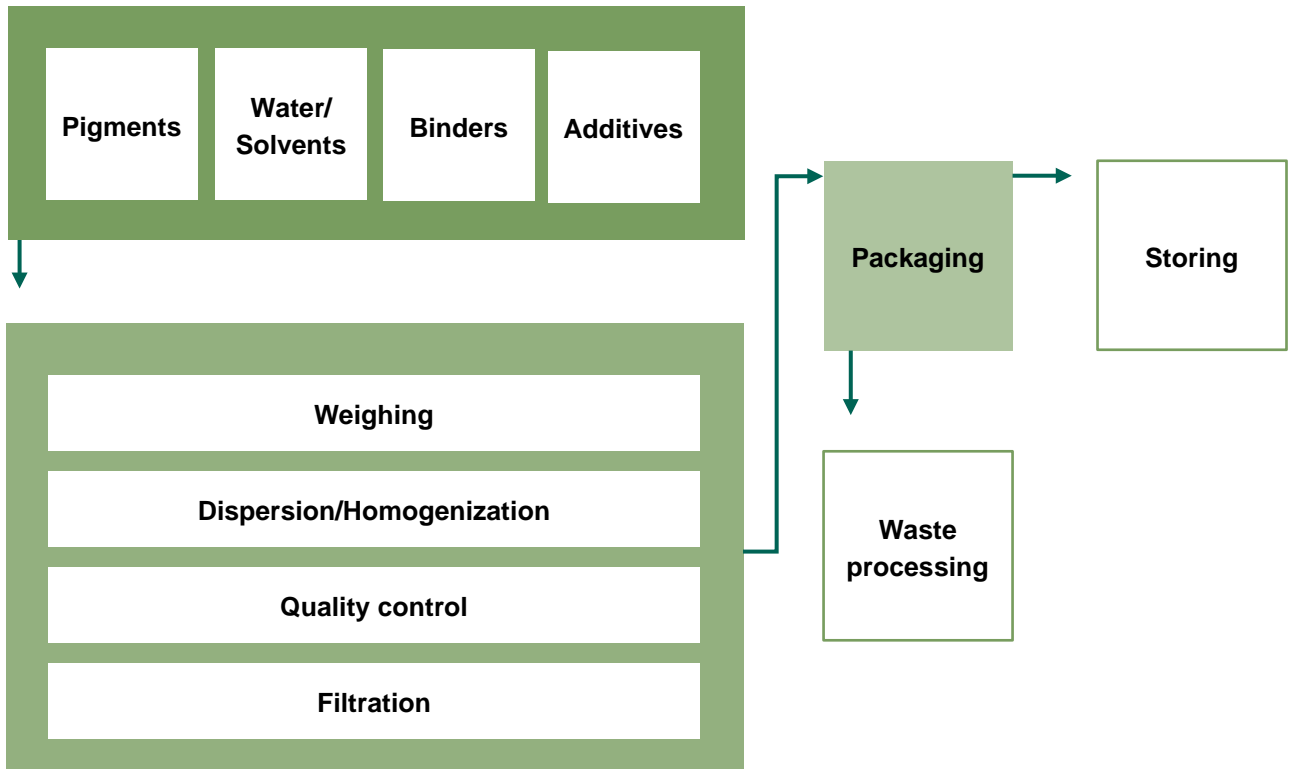 Pigments
Water/
Solvents
Binders
Additives
Packaging
Storing
Weighing
Dispersion/Homogenization
Quality control
Filtration
Waste
processing